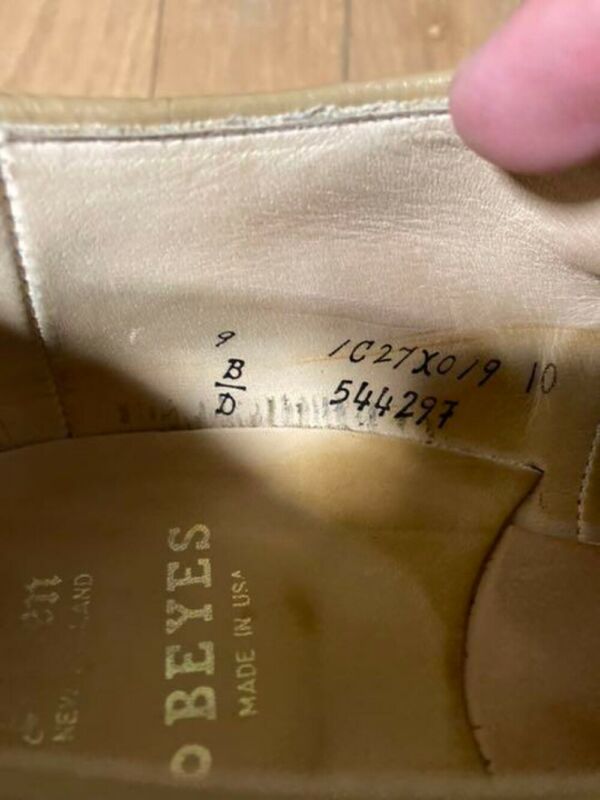 9 1C27X019 10
B
D 544297
O BEYES
MADE IN USA